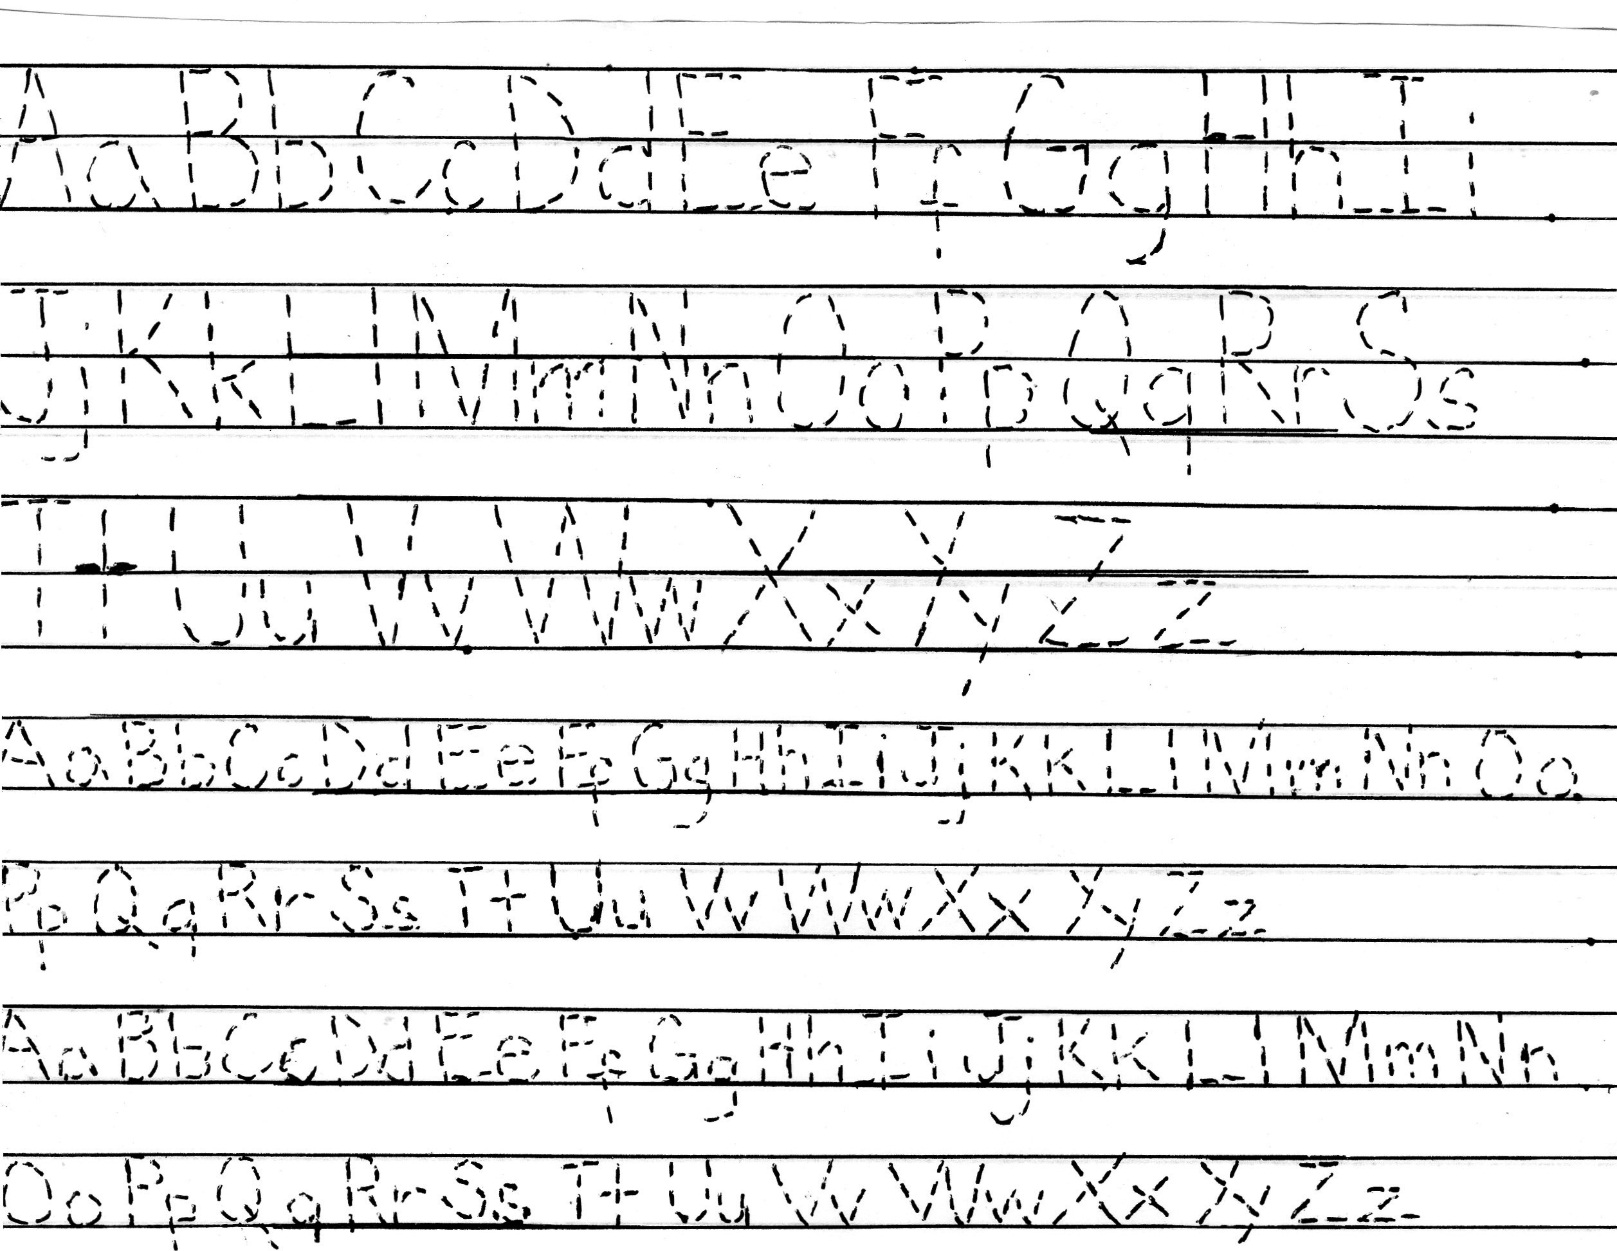 A a B b C c D d E e F f G g H h I i
J j K k L l M m N n O o P p Q q R r S s
T t U u V v W w X x Y y Z z
A a B b C c D d E e F f G g H h I i J j K k L l M m N n O o
P p Q q R r S s T t U u V v W w X x Y y Z z
A a B b C c D d E e F f G g H h I i J j K k L l M m N n
O o P p Q q R r S s T t U u V v W w X x Y y Z z